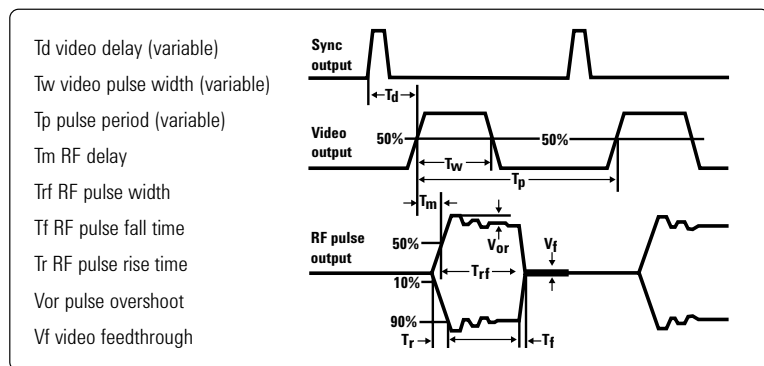 Td video delay (variable)
Tw video pulse width (variable)
Tp pulse period (variable)
Tm RF delay
Trf RF pulse width
Tf RF pulse fall time
Tr RF pulse rise time
Vor pulse overshoot
Vf video feedthrough
Sync
output
Td
Video
output
50%
50%
Tw
Tp
Tm
RF pulse
output
50%
Vor
Vf
Trf
10%
90%
Tr
Tf